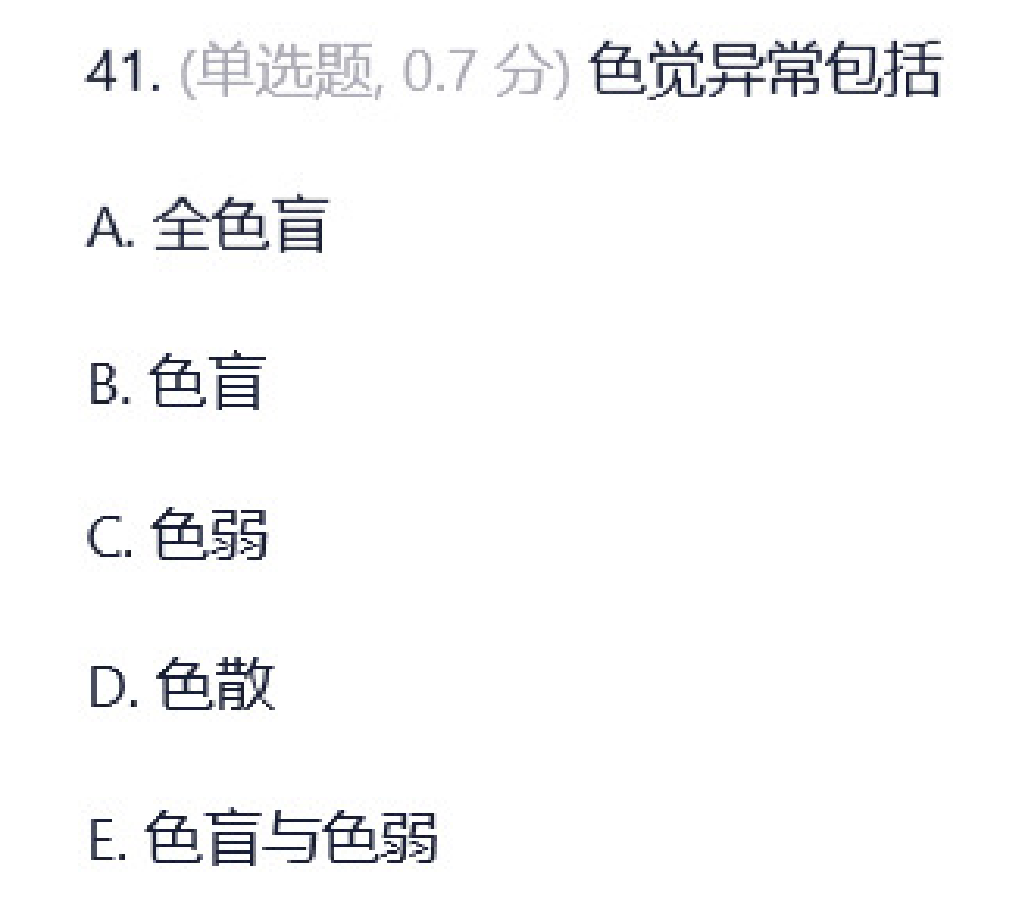 41. (单选题, 0.7 分) 色觉异常包括
A. 全色盲
B. 色盲
C. 色弱
D. 色散
E. 色盲与色弱